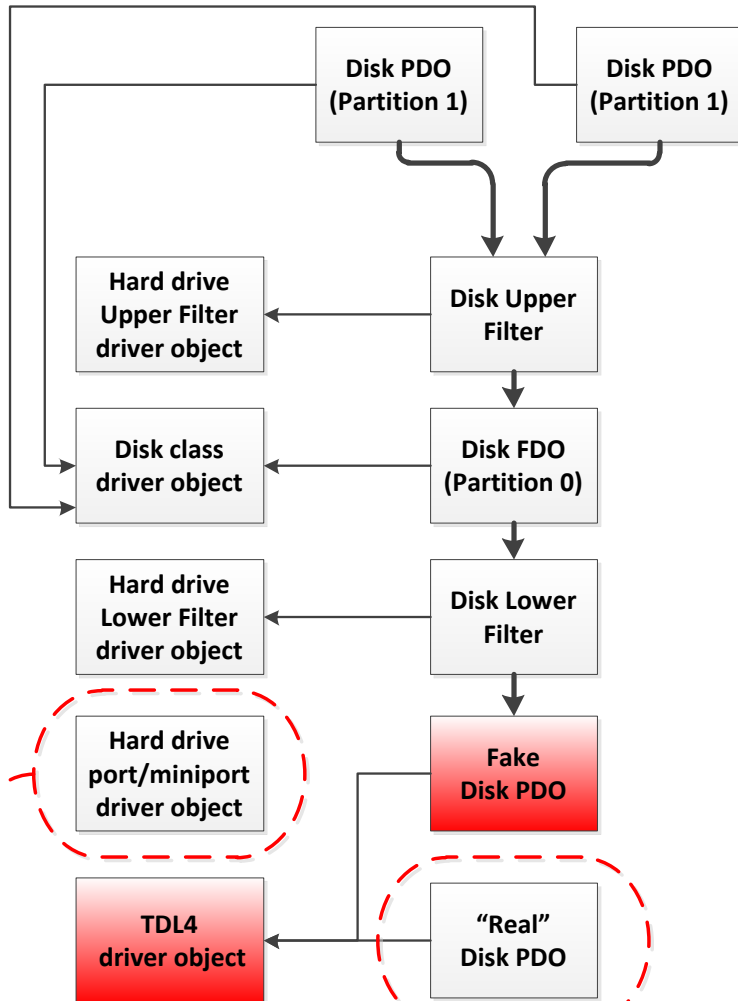 Disk PDO
(Partition 1)
Disk PDO
(Partition 1)
Hard drive
Upper Filter
driver object
Disk Upper
Filter
Disk class
driver object
Disk FDO
(Partition 0)
Hard drive
Lower Filter
driver object
Disk Lower
Filter
Hard drive
port/miniport
driver object
Fake
Disk PDO
TDL4
driver object
“Real”
Disk PDO